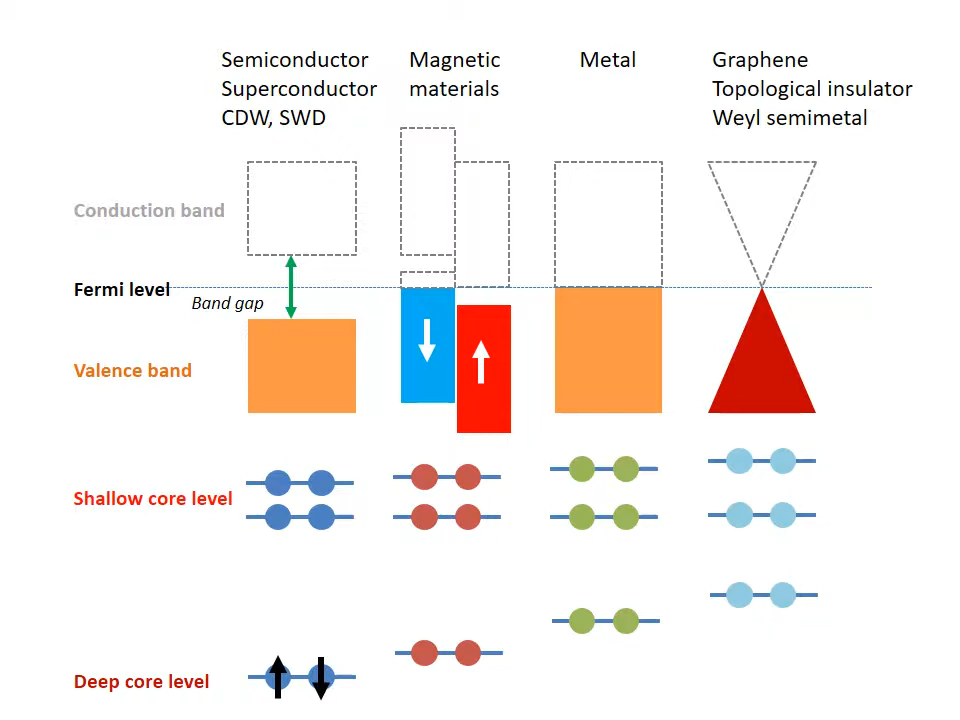 Semiconductor
Superconductor
CDW, SWD
Magnetic
materials
Metal
Graphene
Topological insulator
Weyl semimetal
Conduction band
Fermi level
Band gap
Valence band
Shallow core level
Deep core level